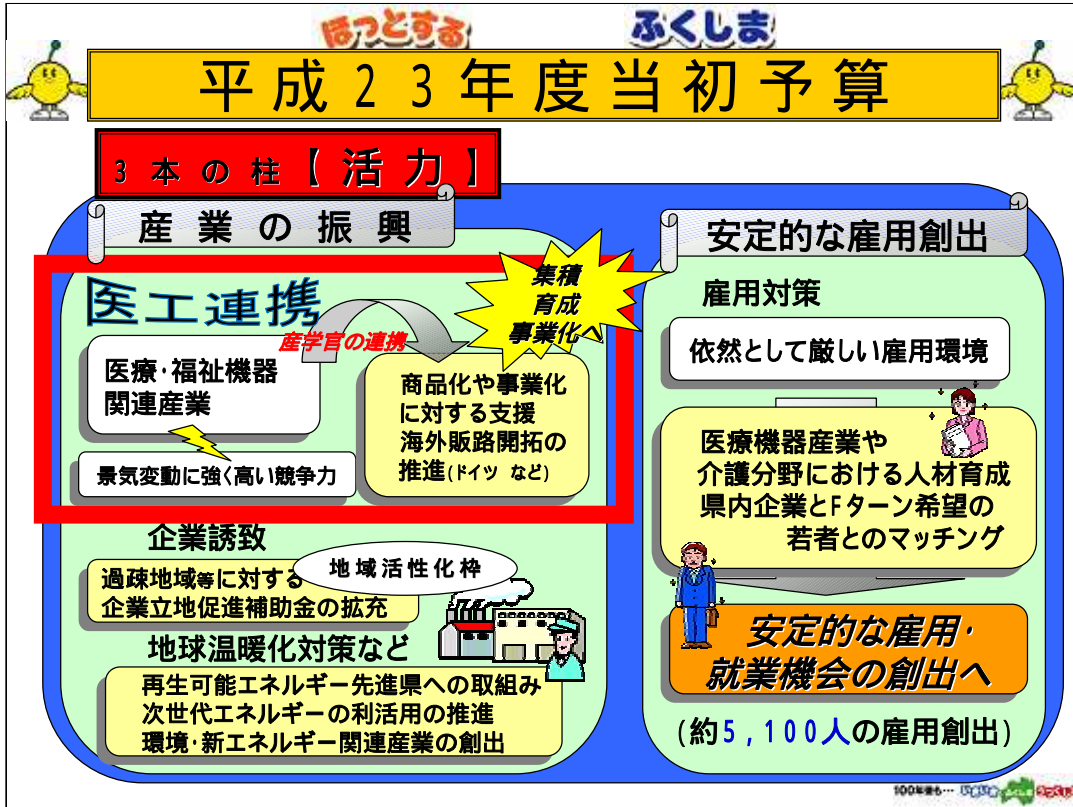 ほっとする ふくしま
平成23年度当初予算
3本の柱【活力】
産業の振興
医工連携
産学官の連携
集積
育成
事業化へ
医療・福祉機器
関連産業
景気変動に強く高い競争力
商品化や事業化
に対する支援
海外販路開拓の
推進(ドイツ など)
企業誘致
地域活性化枠
過疎地域等に対する
企業立地促進補助金の拡充
地球温暖化対策など
再生可能エネルギー先進県への取組み
次世代エネルギーの利活用の推進
環境・新エネルギー関連産業の創出
安定的な雇用創出
雇用対策
依然として厳しい雇用環境
医療機器産業や
介護分野における人材育成
県内企業とFターン希望の
若者とのマッチング
安定的な雇用・
就業機会の創出へ
(約5,100人の雇用創出)
100年後も… いきいき ふくしま